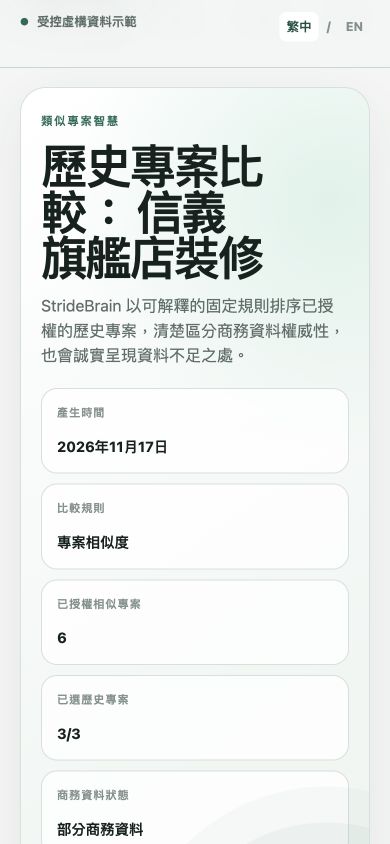 受控虛構資料示範
繁中 / EN
類似專案智慧
歷史專案比
較：信義
旗艦店裝修
StrideBrain 以可解釋的固定規則排序已授
權的歷史專案，清楚區分商務資料權威性，
也會誠實呈現資料不足之處。
產生時間
2026年11月17日
比較規則
專案相似度
已授權相似專案
6
已選歷史專案
3/3
商務資料狀態
部分商務資料